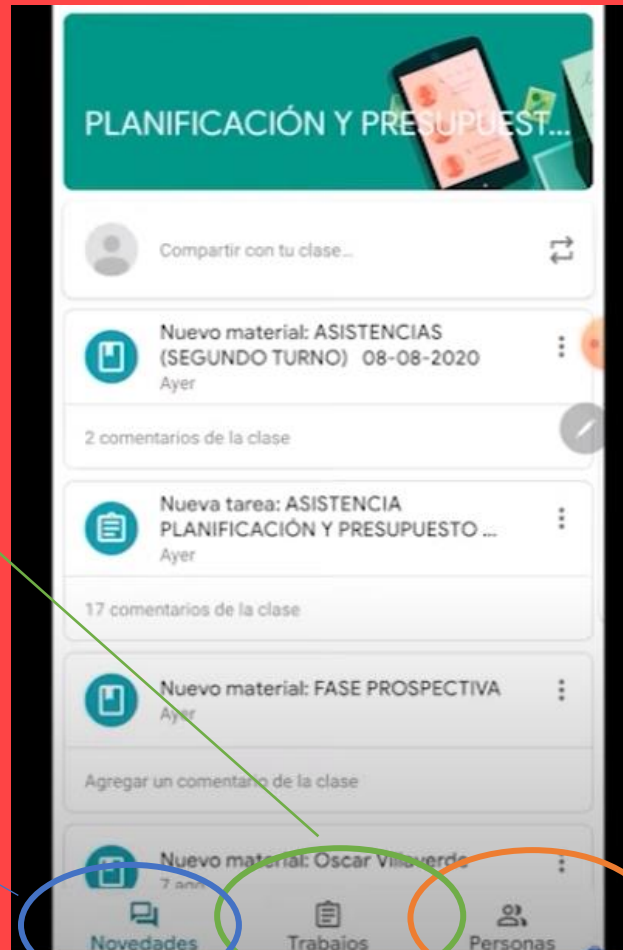 PLANIFICACIÓN Y PRESUPUEST...
Compartir con tu clase...
Nuevo material: ASISTENCIAS
(SEGUNDO TURNO) 08-08-2020
Ayer
2 comentarios de la clase
Nueva tarea: ASISTENCIA
PLANIFICACIÓN Y PRESUPUESTO ...
Ayer
17 comentarios de la clase
Nuevo material: FASE PROSPECTIVA
Ayer
Agregar un comentario de la clase
Nuevo material: Oscar Villaverde
7 ago
Novedades
Trabajos
Personas